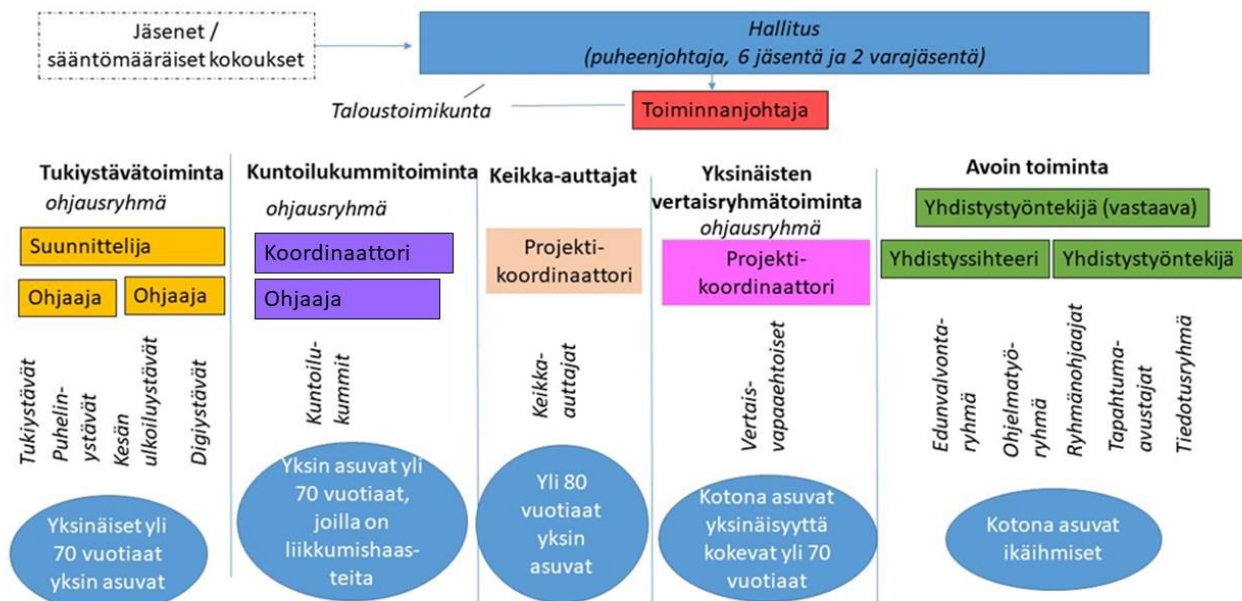 Jäsenet /
sääntömääräiset kokoukset
Hallitus
(puheenjohtaja, 6 jäsentä ja 2 varajäsentä)
Taloustoimikunta
Toiminnanjohtaja
Tukiystävätoiminta
ohjausryhmä
Suunnittelija
Ohjaaja
Ohjaaja
Tukiystävät
Puhelin-
ystävät
Kesän
ulkoiluystävät
Digiystävät
Yksinäiset yli
70 vuotiaat
yksin asuvat
Kuntoilukummitoiminta
ohjausryhmä
Koordinaattori
Ohjaaja
Kuntoilu-
kummit
Yksin asuvat yli
70 vuotiaat,
joilla on
liikkumishaas-
teita
Keikka-auttajat
Projekti-
koordinaattori
Keikka-
auttajat
Yli 80
vuotiaat
yksin
asuvat
Yksinäisten
vertaisryhmätoiminta
ohjausryhmä
Projekti-
koordinaattori
Vertais-
vapaaehtoiset
Kotona asuvat
yksinäisyyttä
kokevat yli 70
vuotiaat
Avoin toiminta
Yhdistystyöntekijä (vastaava)
Yhdistyssihteeri
Yhdistystyöntekijä
Edunvalvonta-
ryhmä
Ohjelmatyö-
ryhmä
Ryhmänohjaajat
Tapahtuma-
avustajat
Tiedotusryhmä
Kotona asuvat
ikäihmiset